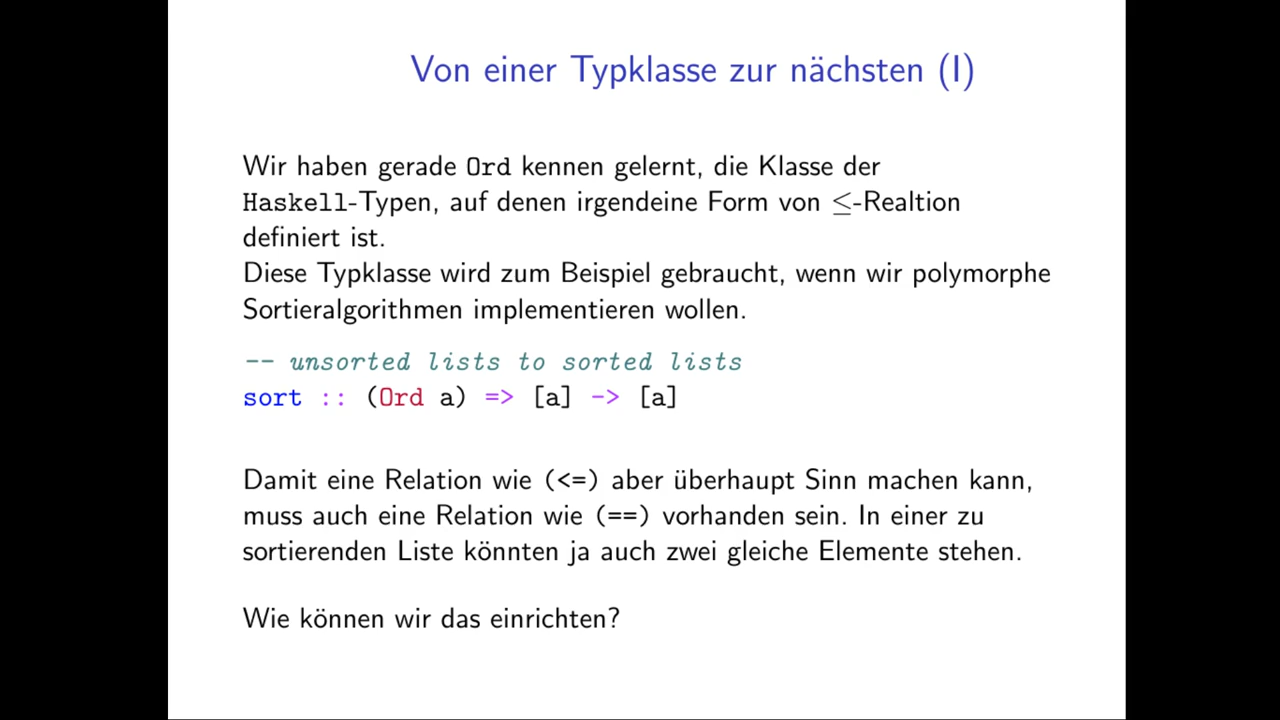 Von einer Typklasse zur nächsten (I)
Wir haben gerade Ord kennen gelernt, die Klasse der
Haskell-Typen, auf denen irgendeine Form von ≤-Realtion
definiert ist.
Diese Typklasse wird zum Beispiel gebraucht, wenn wir polymorphe
Sortieralgorithmen implementieren wollen.
-- unsorted lists to sorted lists
sort :: (Ord a) => [a] -> [a]
Damit eine Relation wie (<=) aber überhaupt Sinn machen kann,
muss auch eine Relation wie (==) vorhanden sein. In einer zu
sortierenden Liste könnten ja auch zwei gleiche Elemente stehen.
Wie können wir das einrichten?